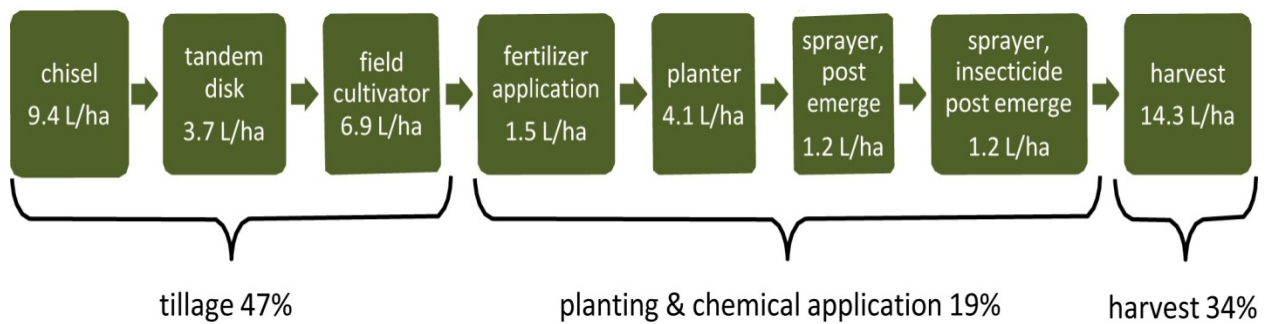 chisel
9.4 L/ha
tandem
disk
3.7 L/ha
field
cultivator
6.9 L/ha
fertilizer
application
1.5 L/ha
planter
4.1 L/ha
sprayer,
post
emerge
1.2 L/ha
sprayer,
insecticide
post emerge
1.2 L/ha
harvest
14.3 L/ha
tillage 47%
planting & chemical application 19%
harvest 34%